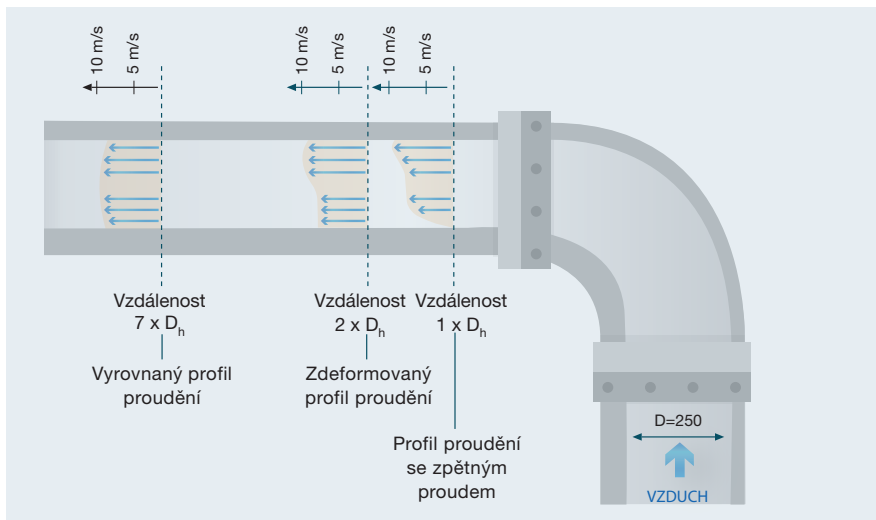 10 m/s
5 m/s
10 m/s
5 m/s
10 m/s
5 m/s
Vzdálenost
7 x Dh
Vyrovnaný profil
proudění
Vzdálenost
2 x Dh
Zdeformovaný
profil proudění
Vzdálenost
1 x Dh
Profil proudění
se zpětným
proudem
D=250
VZDUCH